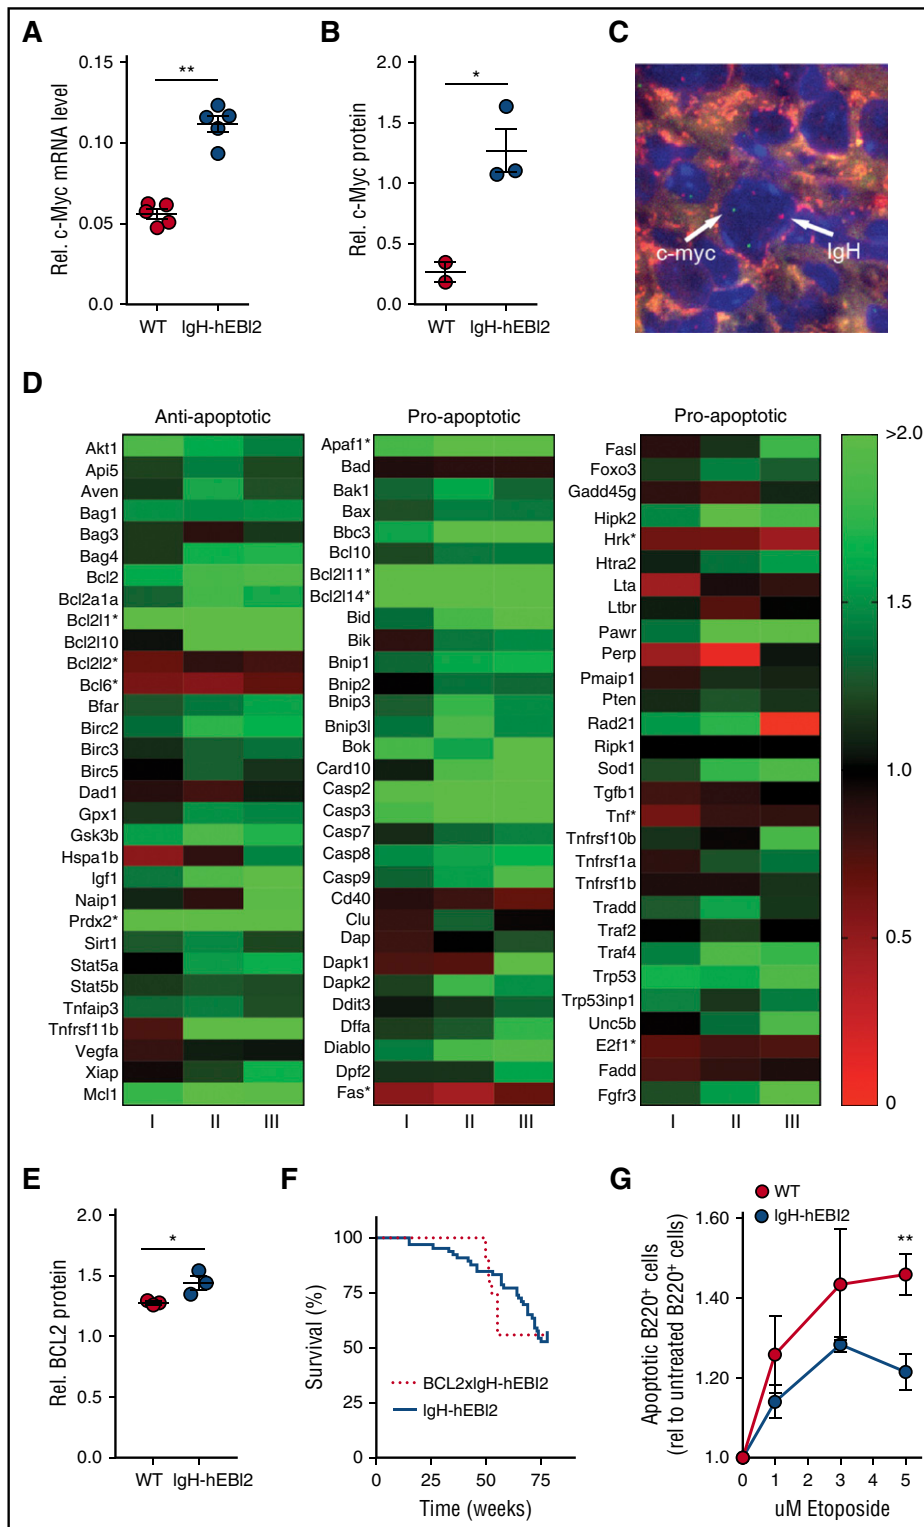 A
Rel. c-Myc mRNA level
0.15
0.10
0.05
0.0
**
WT
IgH-hEBI2
B
Rel. c-Myc protein
2.0
1.5
1.0
0.5
0.0
*
WT
IgH-hEBI2
C
c-myc
IgH
D
Anti-apoptotic
Akt1
Api5
Aven
Bag1
Bag3
Bag4
Bcl2
Bcl2a1a
Bcl2l1*
Bcl2l10
Bcl2l2*
Bcl6*
Bfar
Birc2
Birc3
Birc5
Dad1
Gpx1
Gsk3b
Hspa1b
Igf1
Naip1
Prdx2*
Sirt1
Stat5a
Stat5b
Tnfaip3
Tnfrsf11b
Vegfa
Xiap
Mcl1
I II III
Pro-apoptotic
Apaf1*
Bad
Bak1
Bax
Bbc3
Bcl10
Bcl2l11*
Bcl2l14*
Bid
Bik
Bnip1
Bnip2
Bnip3
Bnip3l
Bok
Card10
Casp2
Casp3
Casp7
Casp8
Casp9
Cd40
Clu
Dap
Dapk1
Dapk2
Ddit3
Dffa
Diablo
Dpf2
Fas*
I II III
Pro-apoptotic
Fasl
Foxo3
Gadd45g
Hipk2
Hrk*
Htra2
Lta
Ltbr
Pawr
Perp
Pmaip1
Pten
Rad21
Ripk1
Sod1
Tgfb1
Tnf*
Tnfrsf10b
Tnfrsf1a
Tnfrsf1b
Tradd
Traf2
Traf4
Trp53
Trp53inp1
Unc5b
E2f1*
Fadd
Fgfr3
I II III
>2.0
1.5
1.0
0.5
0
E
Rel. BCL2 protein
2.0
1.5
1.0
0.5
0.0
*
WT
IgH-hEBI2
F
Survival (%)
100
75
50
25
0
BCL2xIgH-hEBI2
IgH-hEBI2
0 25 50 75
Time (weeks)
G
WT
IgH-hEBI2
Apoptotic B220+ cells
(rel to untreated B220+ cells)
1.60
1.40
1.20
1.0
**
0 1 2 3 4 5
uM Etoposide